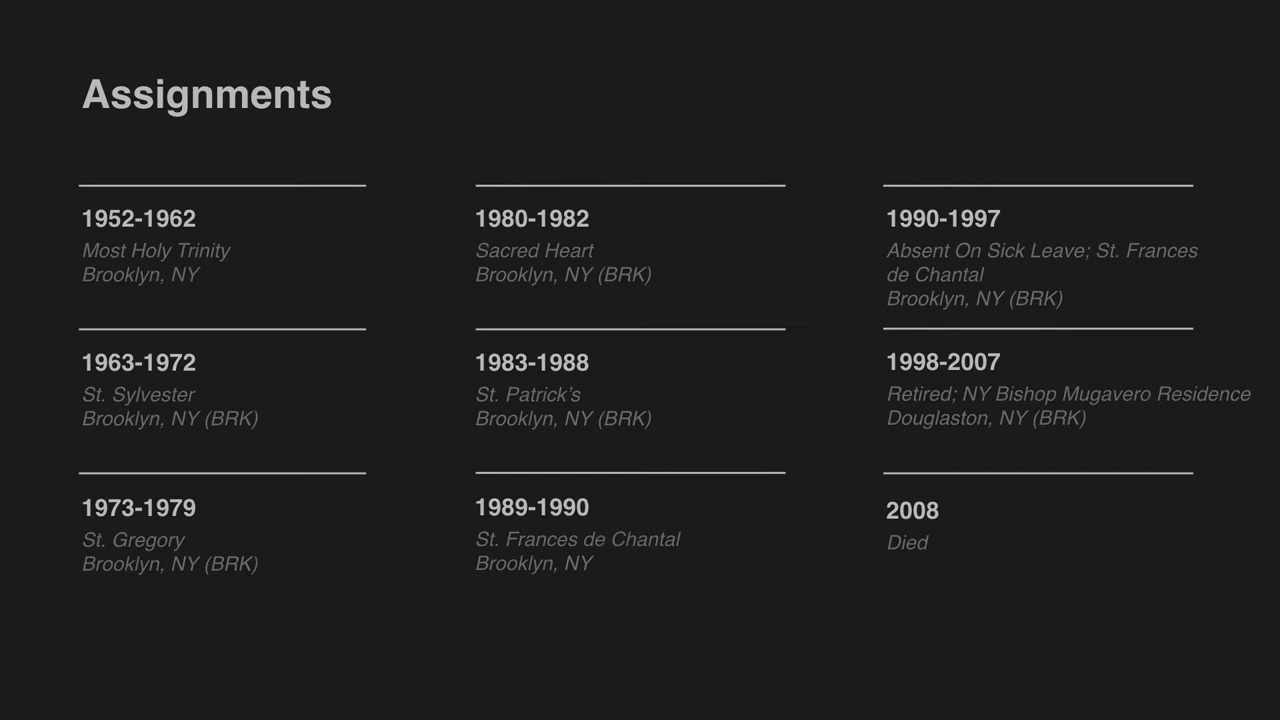 Assignments
1952-1962
Most Holy Trinity
Brooklyn, NY
1963-1972
St. Sylvester
Brooklyn, NY (BRK)
1973-1979
St. Gregory
Brooklyn, NY (BRK)
1980-1982
Sacred Heart
Brooklyn, NY (BRK)
1983-1988
St. Patrick’s
Brooklyn, NY (BRK)
1989-1990
St. Frances de Chantal
Brooklyn, NY
1990-1997
Absent On Sick Leave; St. Frances
de Chantal
Brooklyn, NY (BRK)
1998-2007
Retired; NY Bishop Mugavero Residence
Douglaston, NY (BRK)
2008
Died